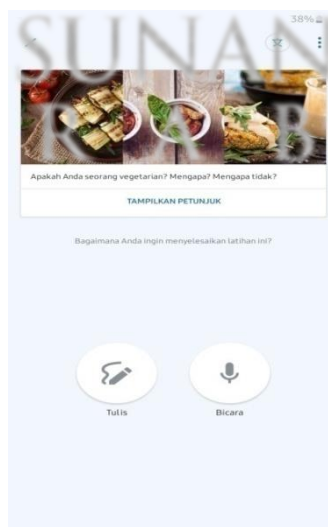 38%
SUNAN
R A B
Apakah Anda seorang vegetarian? Mengapa? Mengapa tidak?
TAMPILKAN PETUNJUK
Bagaimana Anda ingin menyelesaikan latihan ini?
Tulis
Bicara